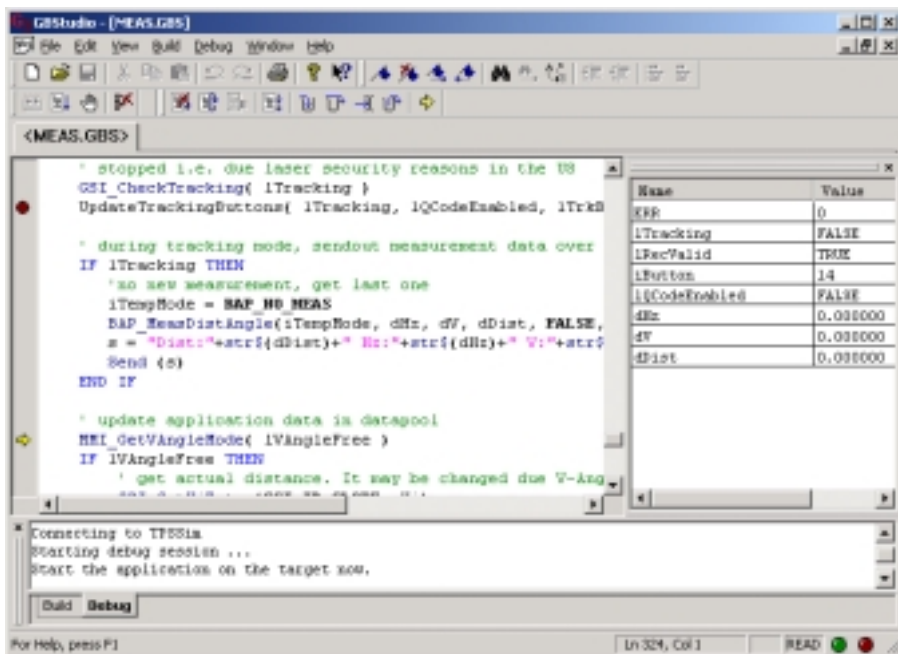 GBStudio - [MEAS.GBS]
File Edit View Build Debug Window Help
<MEAS.GBS>
' stopped i.e. due laser security reasons in the US
GSI_CheckTracking( lTracking )
UpdateTrackingButtons( lTracking, lQCodeEnabled, lTrkB
' during tracking mode, sendout measurement data over
IF lTracking THEN
'no new measurement, get last one
iTempMode = BAP_NO_MEAS
BAP_MeasDistAngle(iTempMode, dHz, dV, dDist, FALSE,
s = "Dist:"+str$(dDist)+" Hz:"+str$(dHz)+" V:"+str$
Send (s)
END IF
' update application data in datapool
MMI_GetVAngleMode( lVAngleFree )
IF lVAngleFree THEN
' get actual distance. It may be changed due V-Ang
Name Value
ERR 0
lTracking FALSE
lRecValid TRUE
iButton 14
lQCodeEnabled FALSE
dHz 0.000000
dV 0.000000
dDist 0.000000
Connecting to TPSSim
Starting debug session ...
Start the application on the target now.
Build Debug
For Help, press F1
Ln 324, Col 1
READ